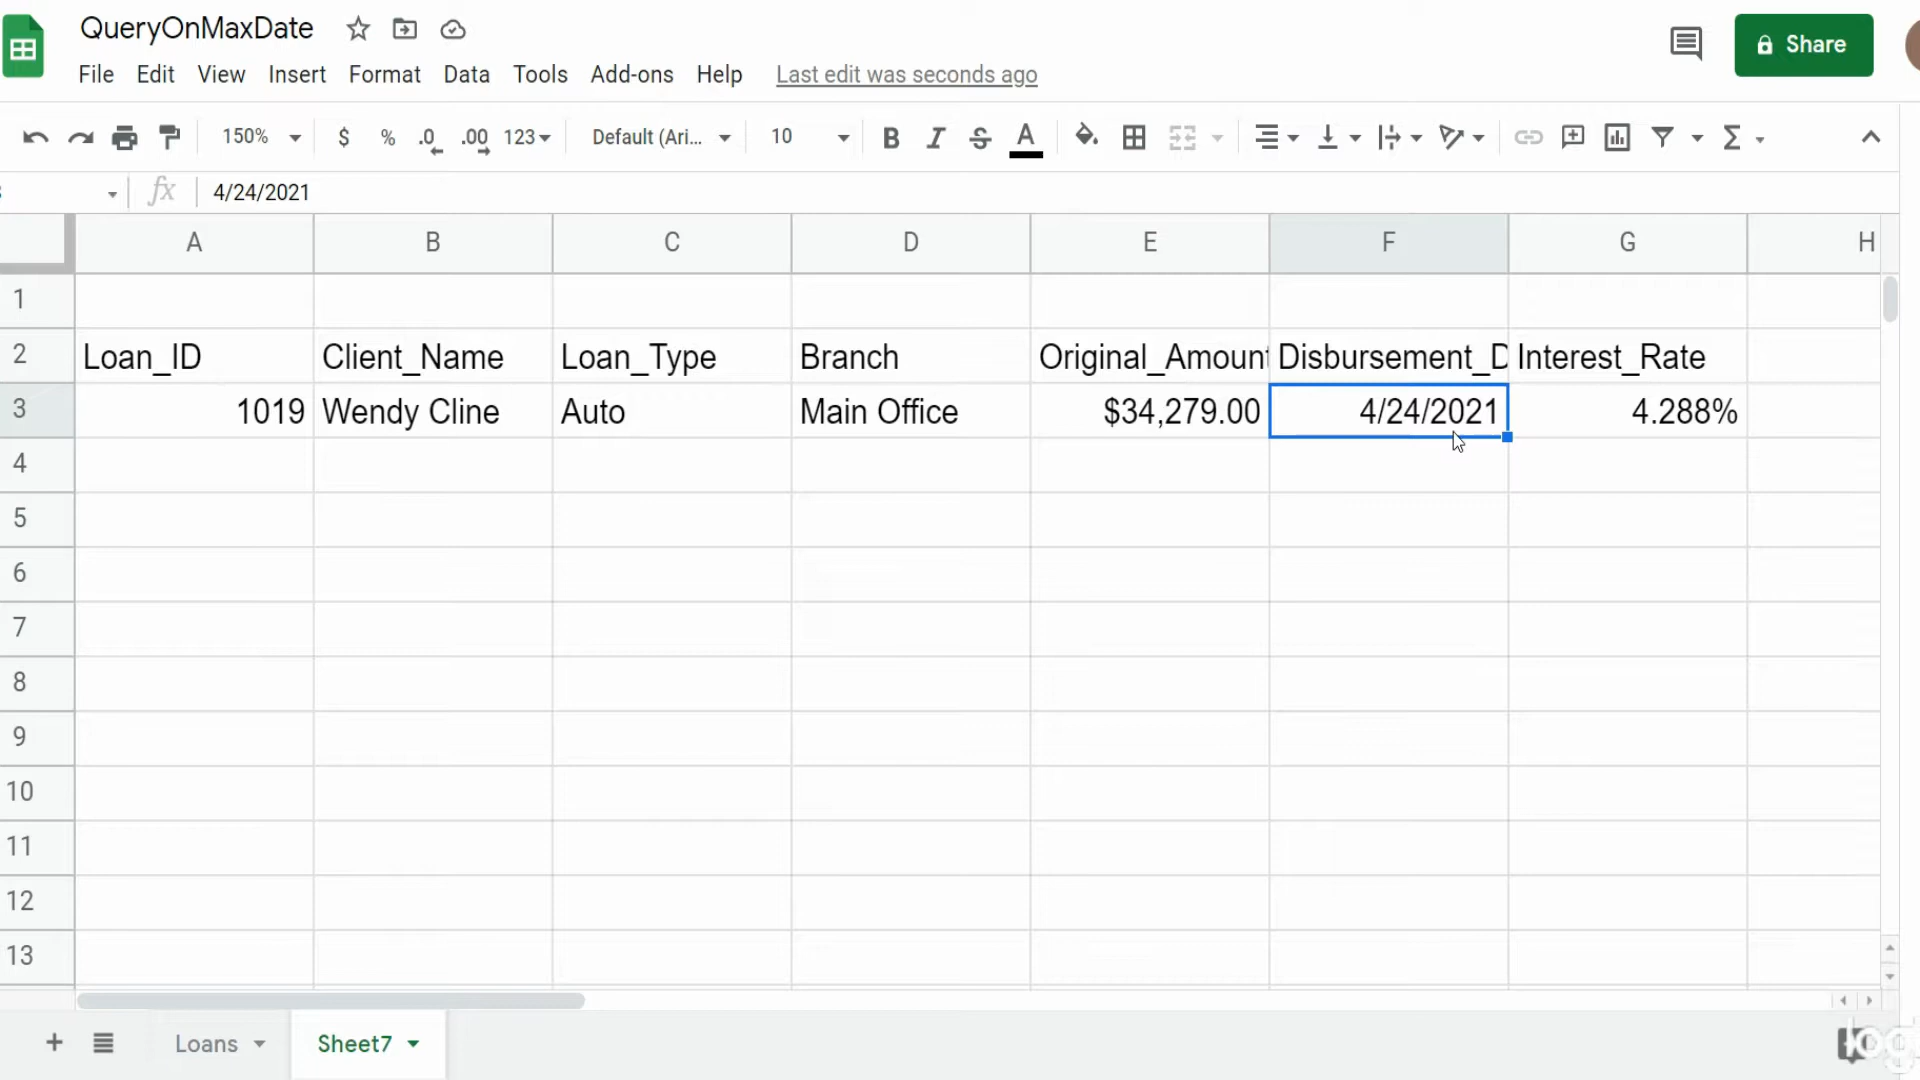 QueryOnMaxDate
File Edit View Insert Format Data Tools Add-ons Help Last edit was seconds ago
Share
150% $ % .0 .00 123 Default (Ari... 10 B I S A Σ
fx 4/24/2021
A B C D E F G H
1
2 Loan_ID Client_Name Loan_Type Branch Original_Amount Disbursement_D Interest_Rate
3 1019 Wendy Cline Auto Main Office $34,279.00 4/24/2021 4.288%
4
5
6
7
8
9
10
11
12
13
+ Loans Sheet7